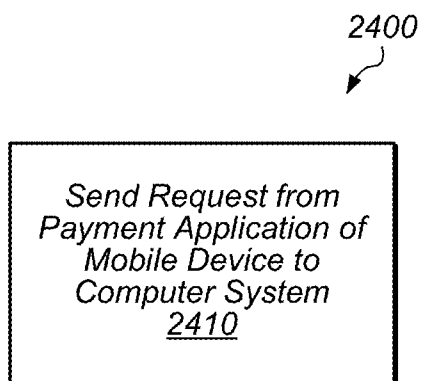 2400
Send Request from
Payment Application of
Mobile Device to
Computer System
2410